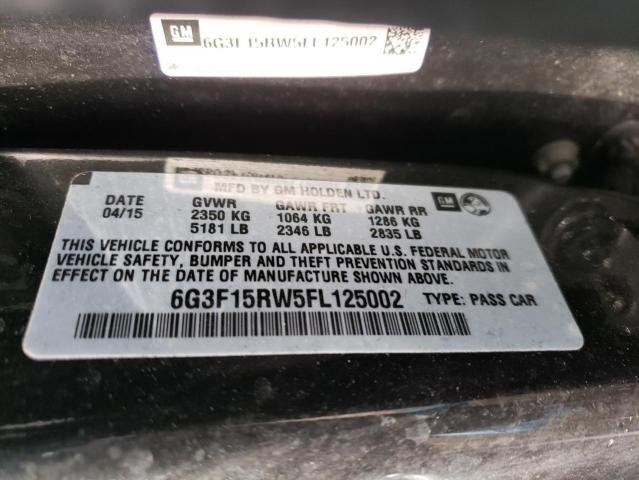 GM
6G3F15RW5FL125002
MFD BY GM HOLDEN LTD.
DATE GVWR GAWR FRT GAWR RR GM
04/15 2350 KG 1064 KG 1286 KG
5181 LB 2346 LB 2835 LB
THIS VEHICLE CONFORMS TO ALL APPLICABLE U.S. FEDERAL MOTOR
VEHICLE SAFETY, BUMPER AND THEFT PREVENTION STANDARDS IN
EFFECT ON THE DATE OF MANUFACTURE SHOWN ABOVE.
6G3F15RW5FL125002 TYPE: PASS CAR